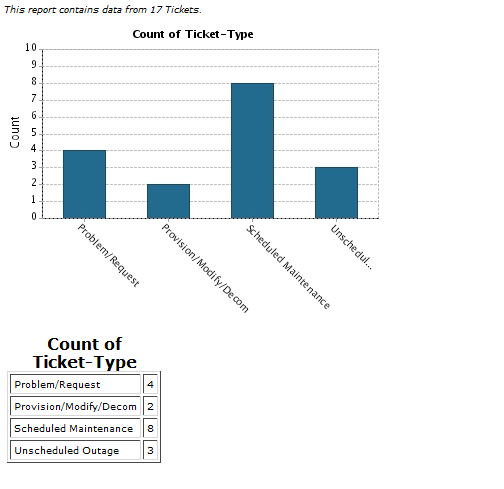 This report contains data from 17 Tickets.
Count of Ticket-Type
Count
10
9
8
7
6
5
4
3
2
1
0
Problem/Request
Provision/Modify/Decom
Scheduled Maintenance
Unschedul...
Count of
Ticket-Type
Problem/Request 4
Provision/Modify/Decom 2
Scheduled Maintenance 8
Unscheduled Outage 3